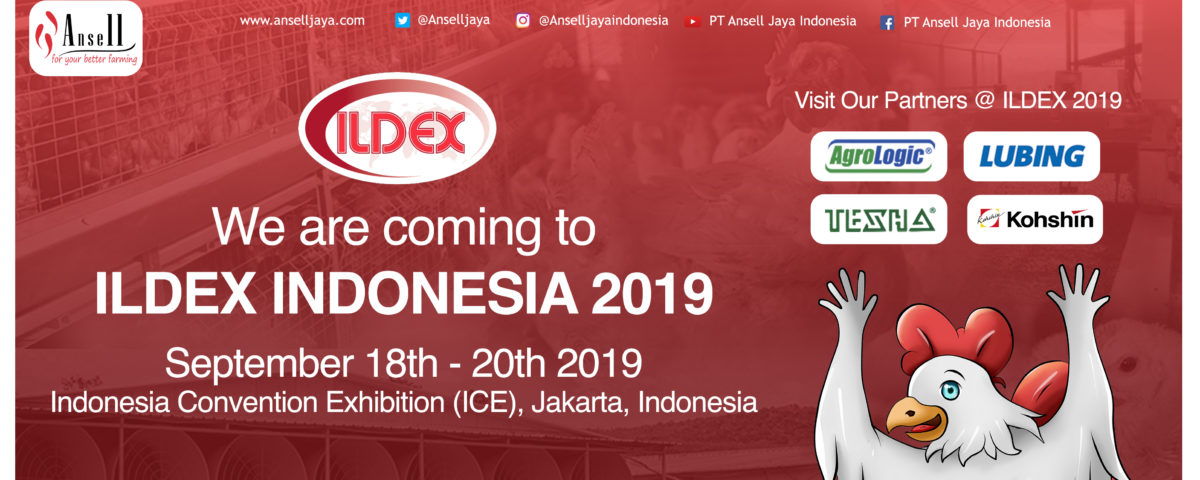 Ansell
for your better farming
www.anselljaya.com
@Anselljaya
@Anselljayaindonesia
PT Ansell Jaya Indonesia
PT Ansell Jaya Indonesia
ILDEX
We are coming to
ILDEX INDONESIA 2019
September 18th - 20th 2019
Indonesia Convention Exhibition (ICE), Jakarta, Indonesia
Visit Our Partners @ ILDEX 2019
AgroLogic®
LUBING
TESHA®
Kohshin Kohshin